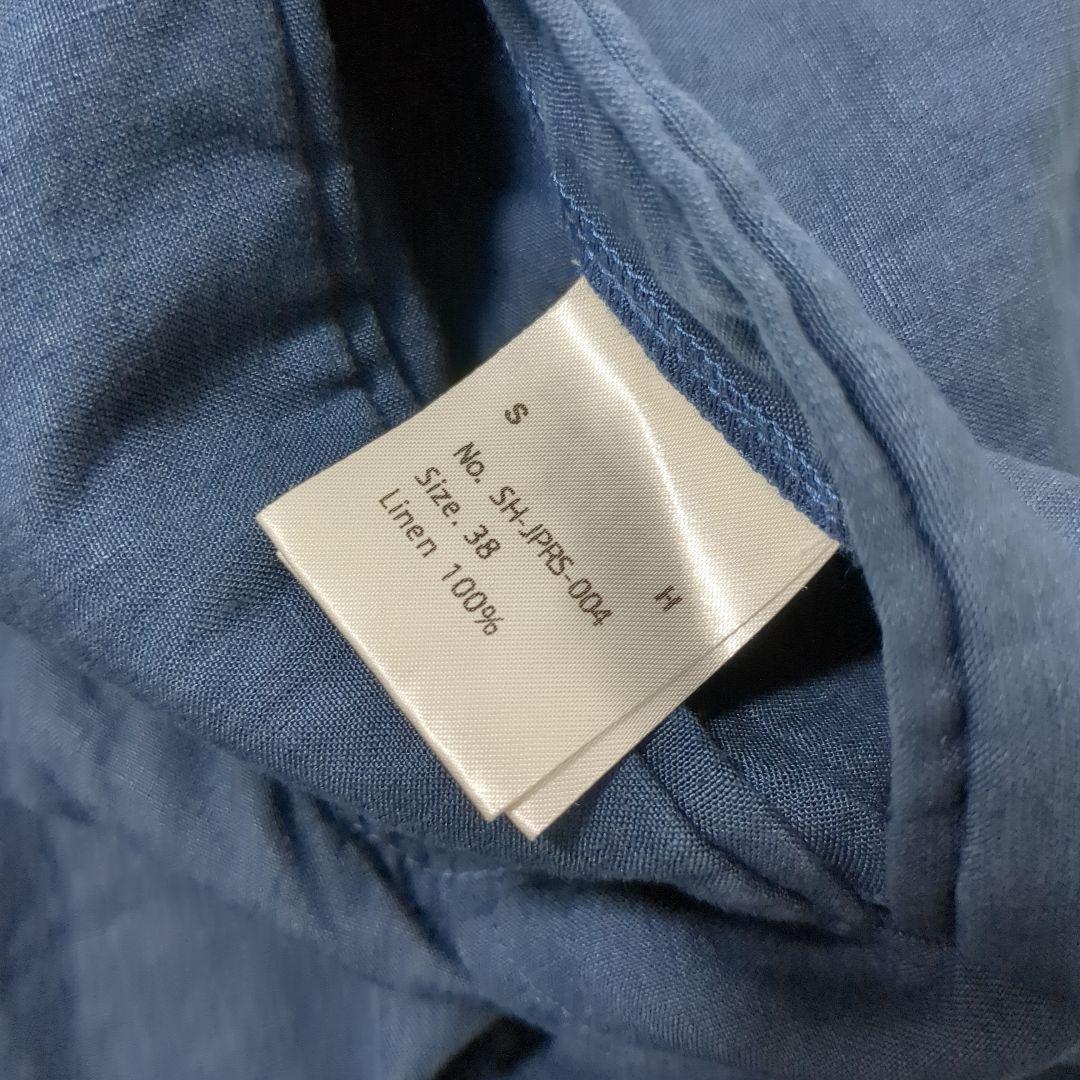 S H
No. SH-JPRS-004
Size. 38
Linen 100%